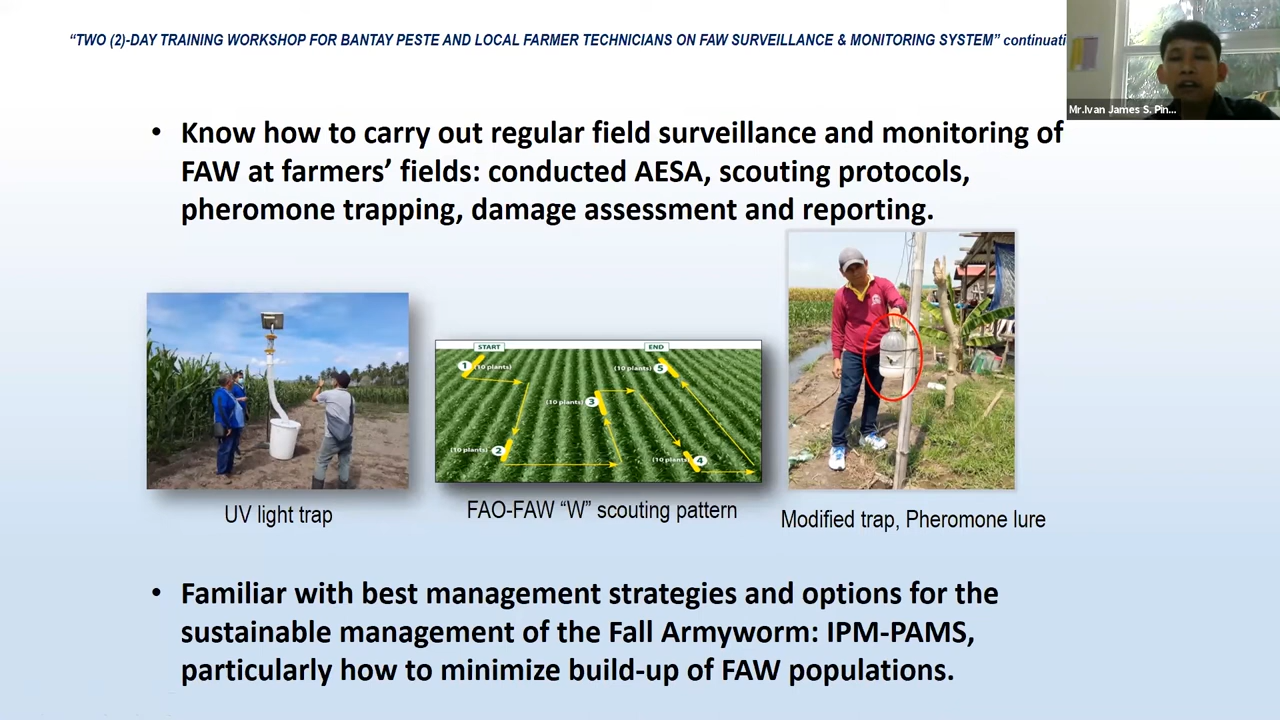 “TWO (2)-DAY TRAINING WORKSHOP FOR BANTAY PESTE AND LOCAL FARMER TECHNICIANS ON FAW SURVEILLANCE & MONITORING SYSTEM” continuati
Mr.Ivan James S. Pin...
• Know how to carry out regular field surveillance and monitoring of
FAW at farmers’ fields: conducted AESA, scouting protocols,
pheromone trapping, damage assessment and reporting.
START
END
1 (10 plants)
(10 plants) 5
(10 plants) 3
(10 plants) 2
(10 plants) 4
UV light trap
FAO-FAW “W” scouting pattern
Modified trap, Pheromone lure
• Familiar with best management strategies and options for the
sustainable management of the Fall Armyworm: IPM-PAMS,
particularly how to minimize build-up of FAW populations.